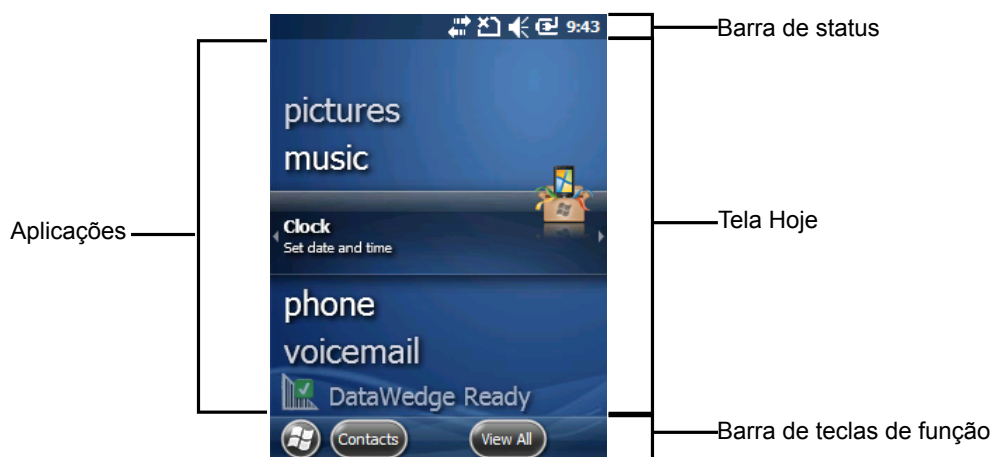 9:43
Barra de status
pictures
music
Aplicações
Tela Hoje
Clock
Set date and time
phone
voicemail
DataWedge Ready
Contacts
View All
Barra de teclas de função